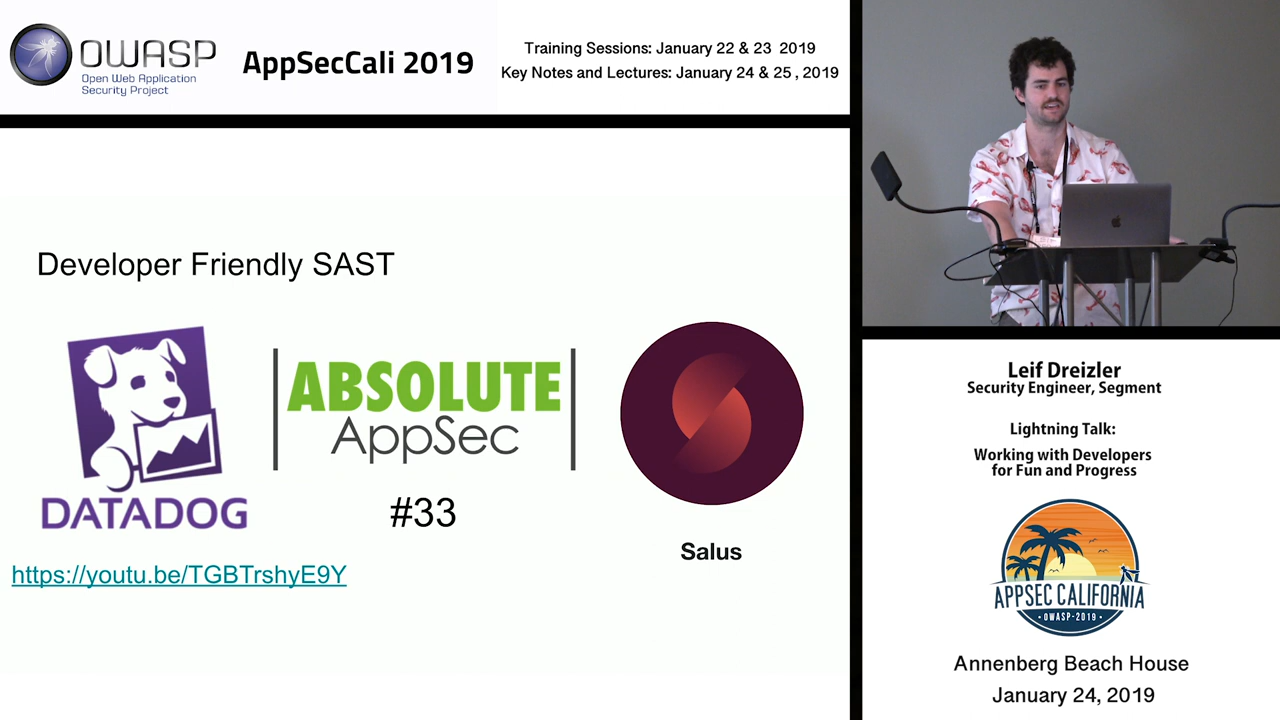 OWASP
Open Web Application
Security Project
AppSecCali 2019
Training Sessions: January 22 & 23 2019
Key Notes and Lectures: January 24 & 25 , 2019
Developer Friendly SAST
DATADOG
ABSOLUTE
AppSec
#33
Salus
https://youtu.be/TGBTrshyE9Y
Leif Dreizler
Security Engineer, Segment
Lightning Talk:
Working with Developers
for Fun and Progress
APPSEC CALIFORNIA
• OWASP-2019 •
Annenberg Beach House
January 24, 2019